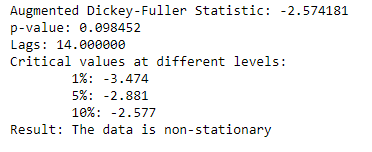 Augmented Dickey-Fuller Statistic: -2.574181
p-value: 0.098452
Lags: 14.000000
Critical values at different levels:
        1%: -3.474
        5%: -2.881
        10%: -2.577
Result: The data is non-stationary